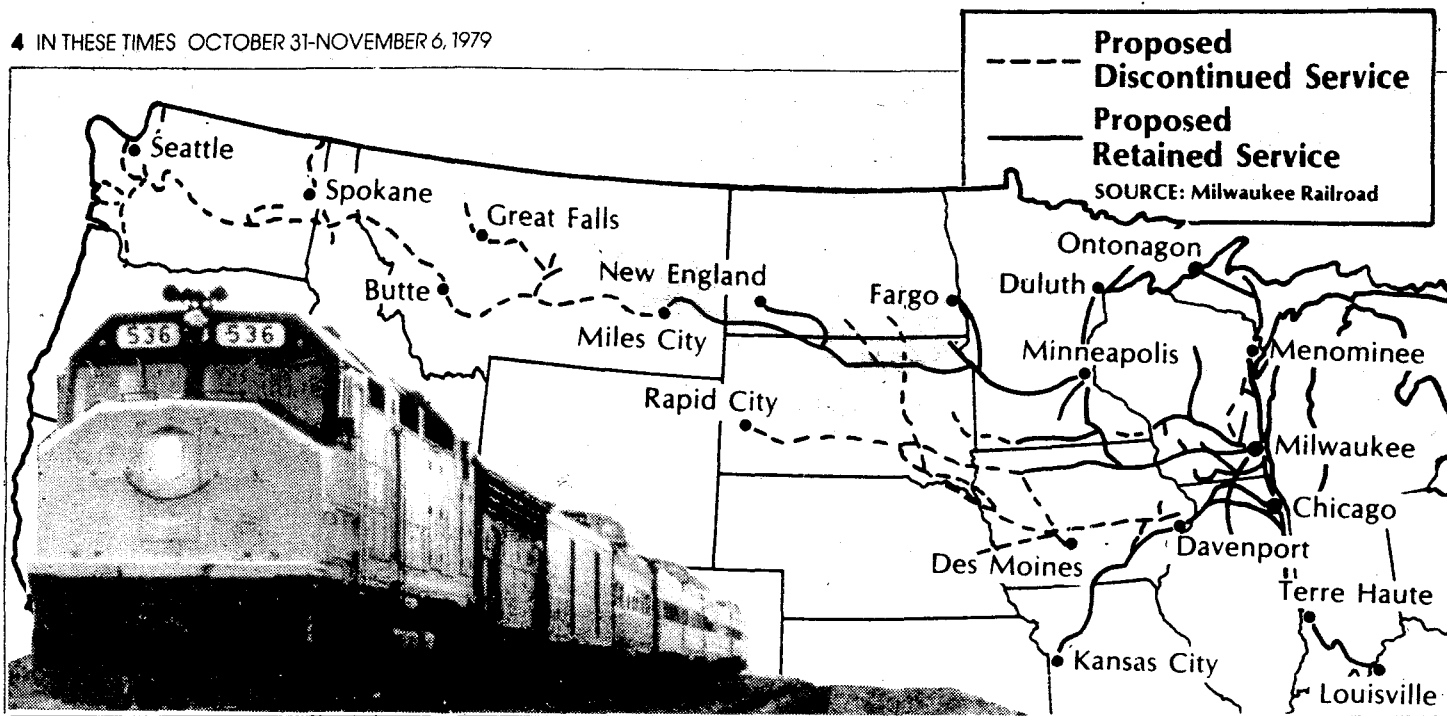 4 IN THESE TIMES OCTOBER 31-NOVEMBER 6, 1979
Proposed
Discontinued Service
Proposed
Retained Service
SOURCE: Milwaukee Railroad
Seattle
Spokane
Great Falls
Ontonagon
New England
Duluth
Butte
Fargo
Miles City
Minneapolis
Menominee
536 536
Rapid City
Milwaukee
Chicago
Davenport
Des Moines
Terre Haute
Kansas City
Louisville